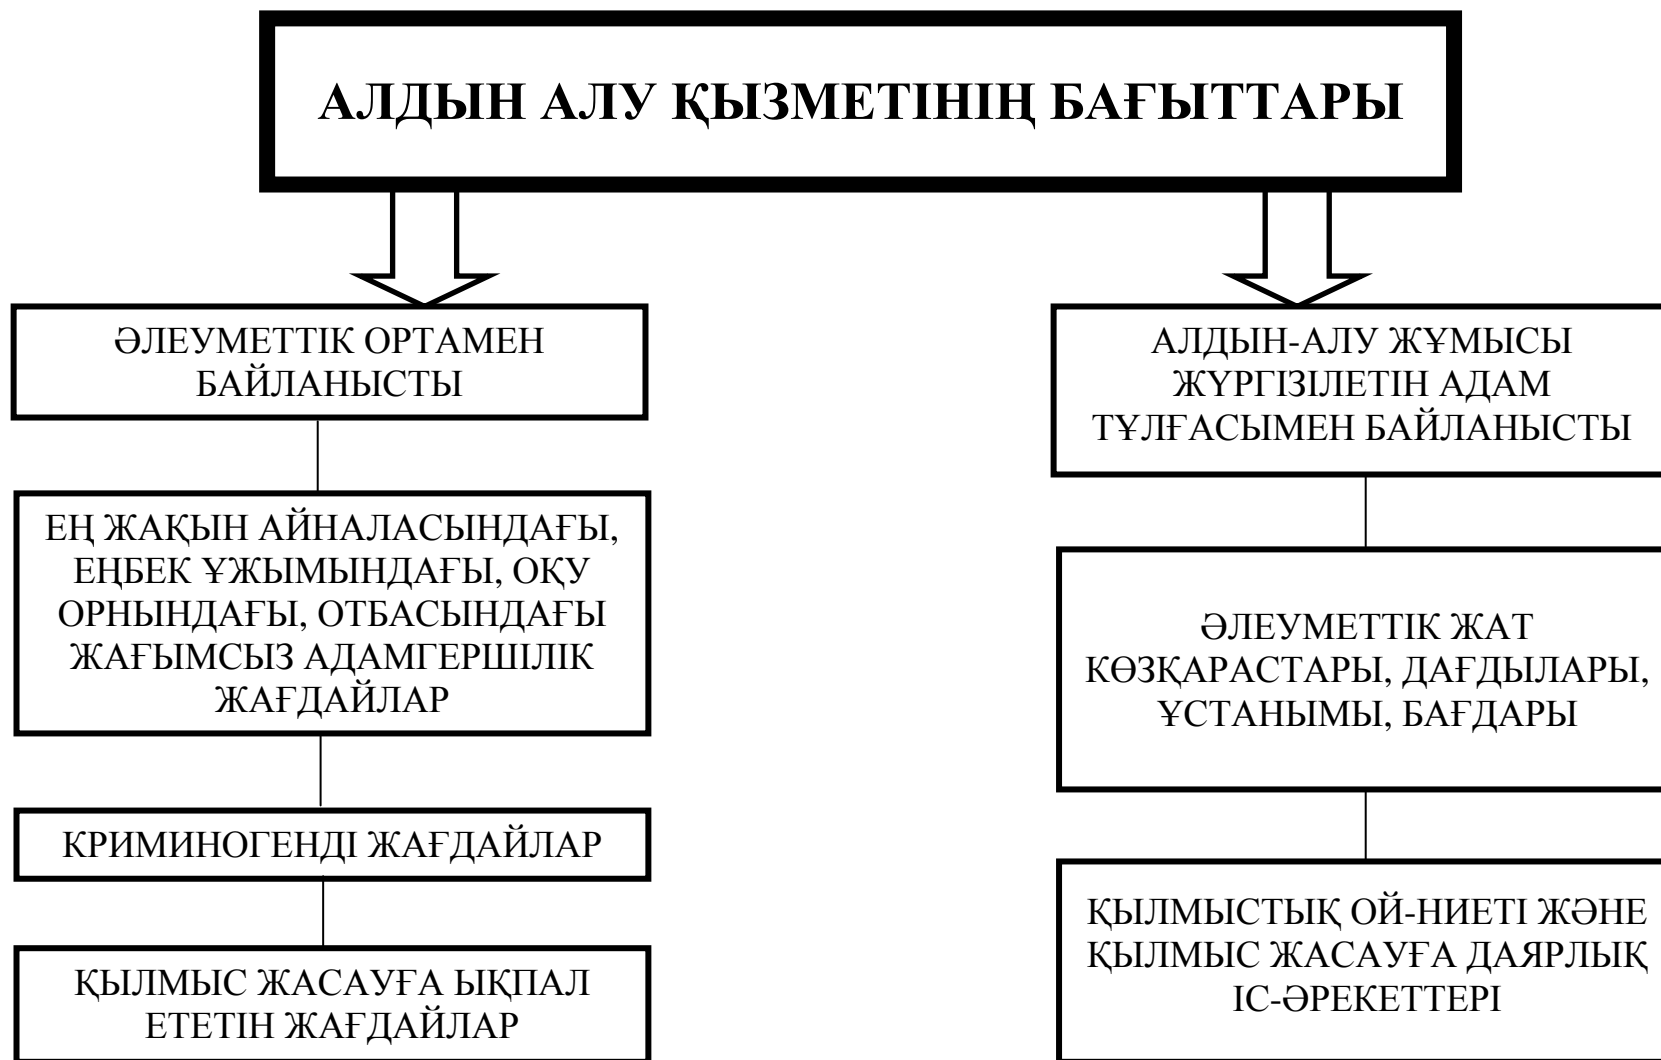 АЛДЫН АЛУ ҚЫЗМЕТІНІҢ БАҒЫТТАРЫ
ӘЛЕУМЕТТІК ОРТАМЕН
БАЙЛАНЫСТЫ
ЕҢ ЖАҚЫН АЙНАЛАСЫНДАҒЫ,
ЕҢБЕК ҰЖЫМЫНДАҒЫ, ОҚУ
ОРНЫНДАҒЫ, ОТБАСЫНДАҒЫ
ЖАҒЫМСЫЗ АДАМГЕРШІЛІК
ЖАҒДАЙЛАР
КРИМИНОГЕНДІ ЖАҒДАЙЛАР
ҚЫЛМЫС ЖАСАУҒА ЫҚПАЛ
ЕТЕТІН ЖАҒДАЙЛАР
АЛДЫН-АЛУ ЖҰМЫСЫ
ЖҮРГІЗІЛЕТІН АДАМ
ТҰЛҒАСЫМЕН БАЙЛАНЫСТЫ
ӘЛЕУМЕТТІК ЖАТ
КӨЗҚАРАСТАРЫ, ДАҒДЫЛАРЫ,
ҰСТАНЫМЫ, БАҒДАРЫ
ҚЫЛМЫСТЫҚ ОЙ-НИЕТІ ЖӘНЕ
ҚЫЛМЫС ЖАСАУҒА ДАЯРЛЫҚ
ІС-ӘРЕКЕТТЕРІ